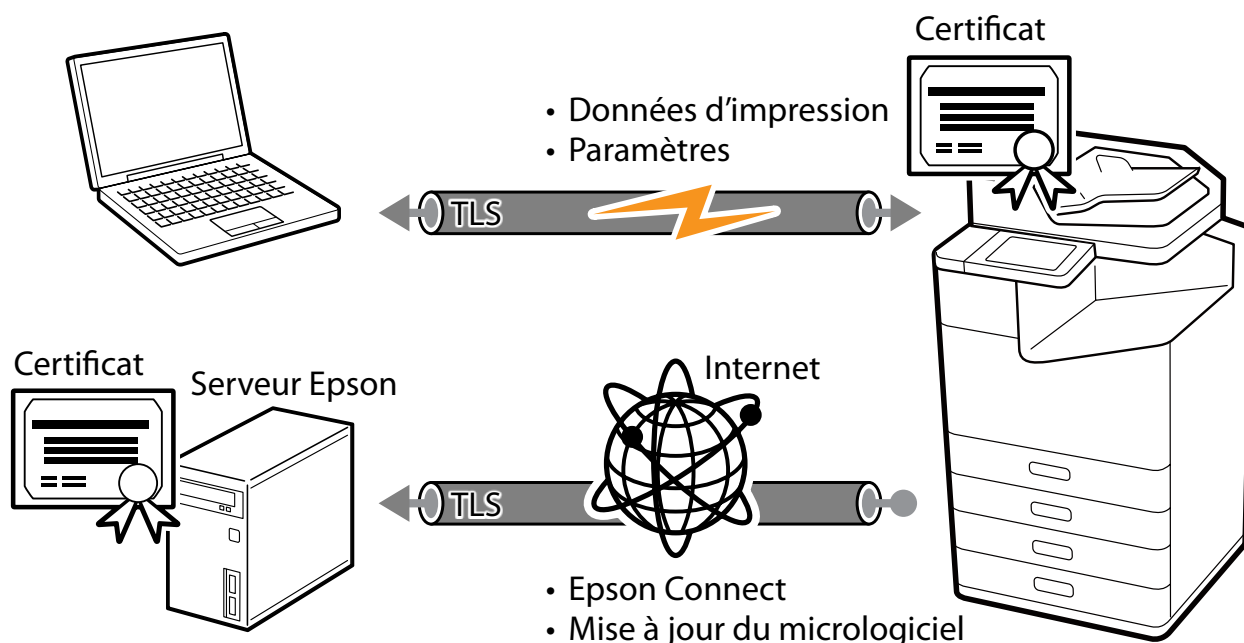 Certificat
• Données d’impression
• Paramètres
TLS
Certificat
Serveur Epson
Internet
TLS
• Epson Connect
• Mise à jour du micrologiciel